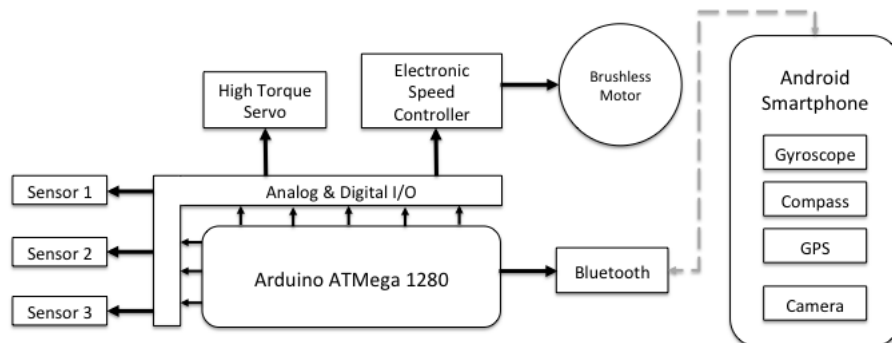 High Torque
Servo
Electronic
Speed
Controller
Brushless
Motor
Android
Smartphone
Gyroscope
Compass
GPS
Camera
Sensor 1
Sensor 2
Sensor 3
Analog & Digital I/O
Arduino ATMega 1280
Bluetooth